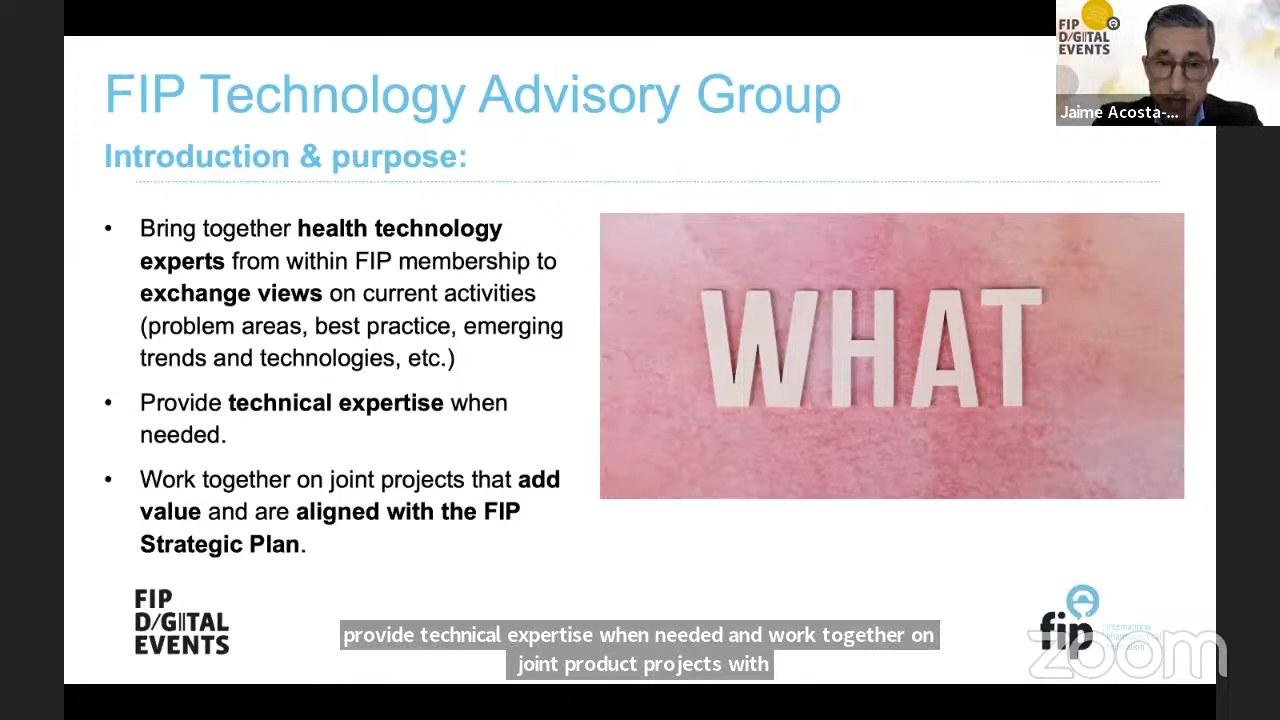 FIP Technology Advisory Group
Introduction & purpose:
• Bring together health technology
experts from within FIP membership to
exchange views on current activities
(problem areas, best practice, emerging
trends and technologies, etc.)
• Provide technical expertise when
needed.
• Work together on joint projects that add
value and are aligned with the FIP
Strategic Plan.
WHAT
FIP
D/GITAL
EVENTS
Jaime Acosta-...
FIP
D/GITAL
EVENTS
provide technical expertise when needed and work together on
joint product projects with
fip
zoom